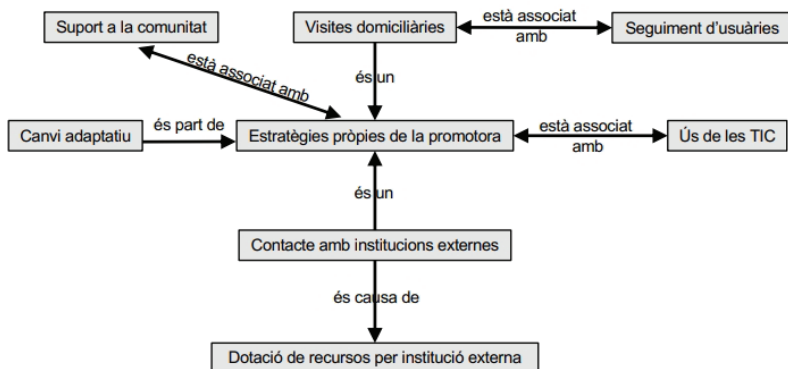 Suport a la comunitat
Visites domiciliàries
està associat
amb
Seguiment d'usuàries
està associat amb
és un
Canvi adaptatiu
és part de
Estratègies pròpies de la promotora
està associat
amb
Ús de les TIC
és un
Contacte amb institucions externes
és causa de
Dotació de recursos per institució externa